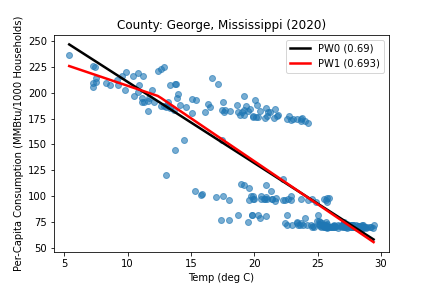 County: George, Mississippi (2020)
PW0 (0.69)
PW1 (0.693)
Per-Capita Consumption (MMBtu/1000 Households)
250
225
200
175
150
125
100
75
50
5 10 15 20 25 30
Temp (deg C)